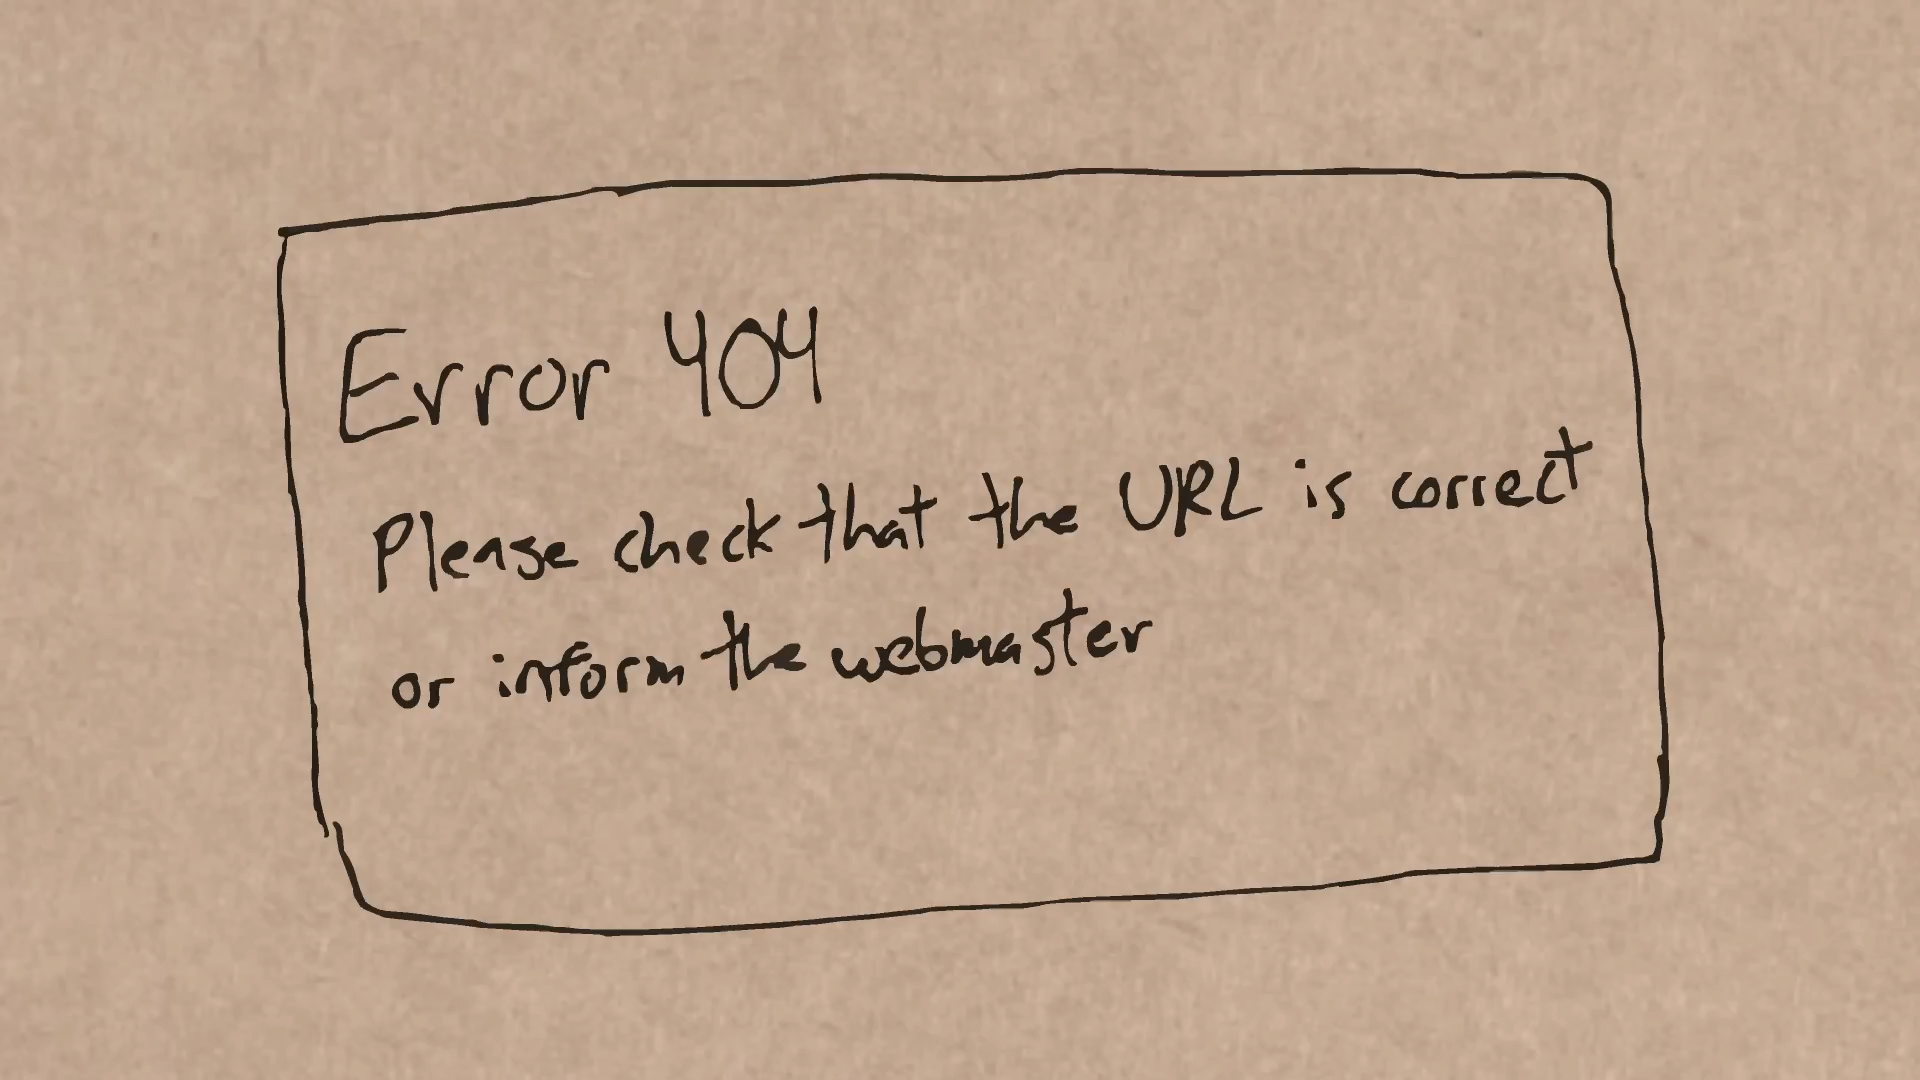 Error 404
Please check that the URL is correct
or inform the webmaster